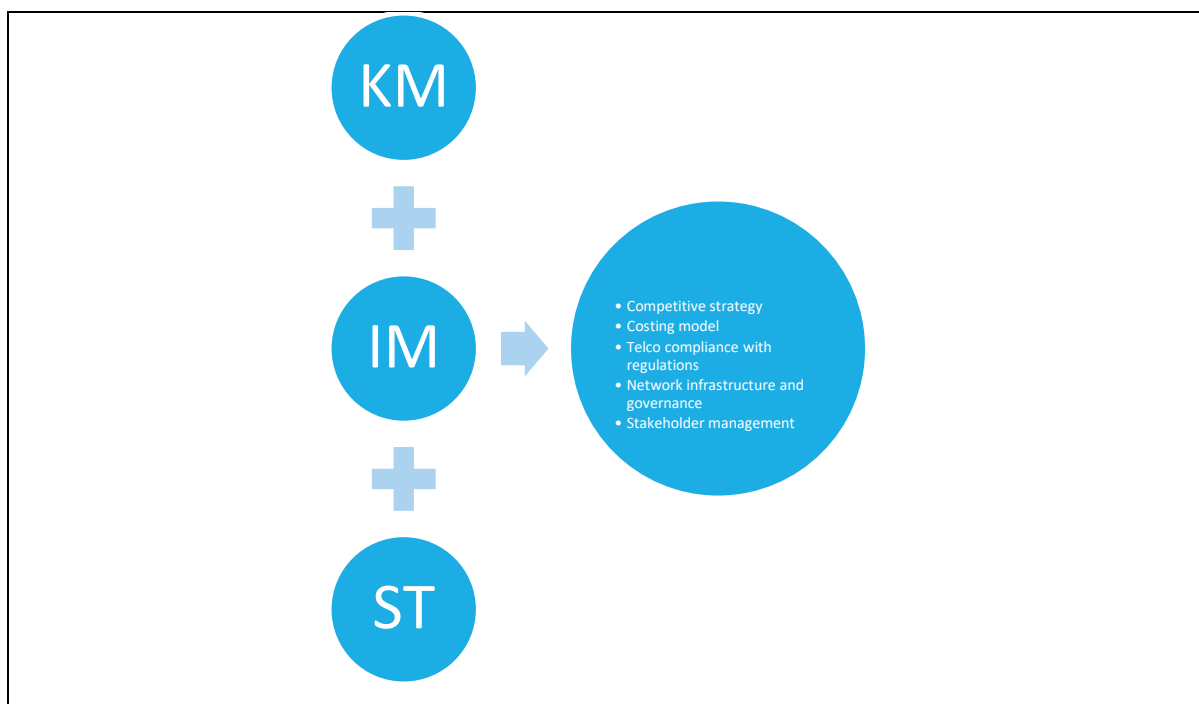 KM
IM
ST
• Competitive strategy
• Costing model
• Telco compliance with
regulations
• Network infrastructure and
governance
• Stakeholder management